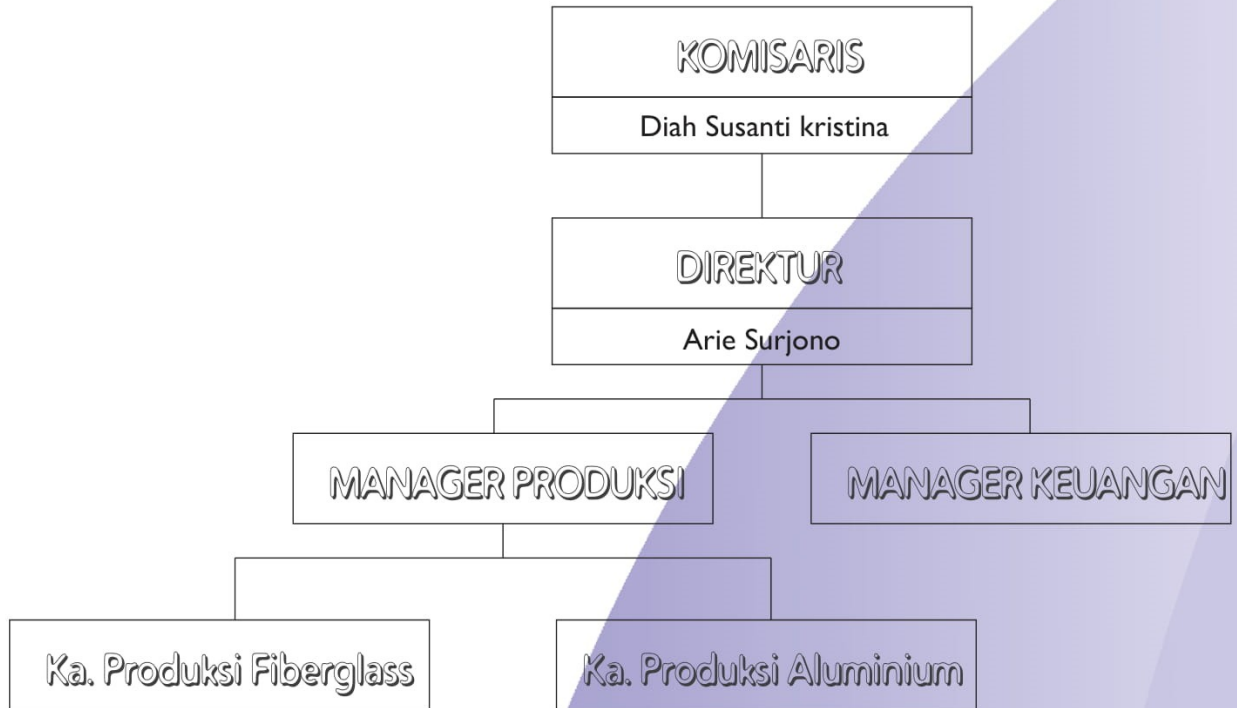 KOMISARIS
Diah Susanti kristina
DIREKTUR
Arie Surjono
MANAGER PRODUKSI
MANAGER KEUANGAN
Ka. Produksi Fiberglass
Ka. Produksi Aluminium